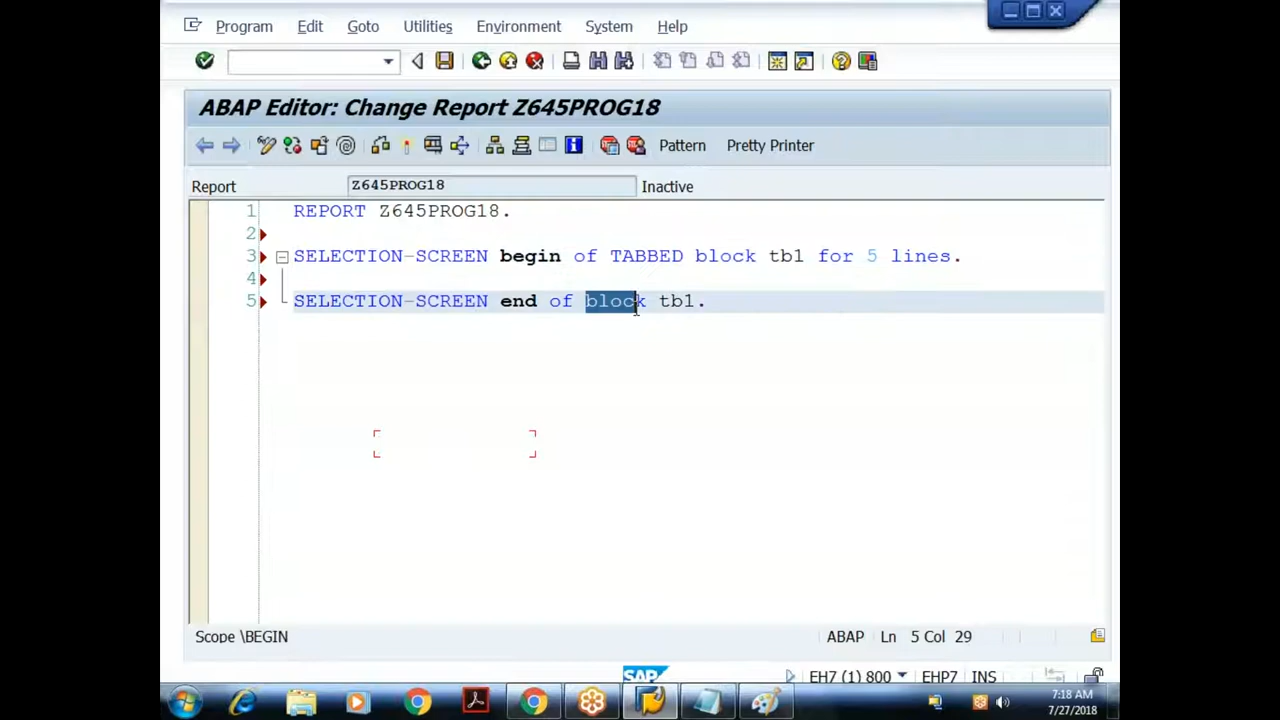 Program Edit Goto Utilities Environment System Help
ABAP Editor: Change Report Z645PROG18
Pattern Pretty Printer
Report Z645PROG18 Inactive
1 REPORT Z645PROG18.
2
3 SELECTION-SCREEN begin of TABBED block tb1 for 5 lines.
4
5 SELECTION-SCREEN end of block tb1.
Scope \BEGIN ABAP Ln 5 Col 29
SAP EH7 (1) 800 EHP7 INS
7:18 AM
7/27/2018